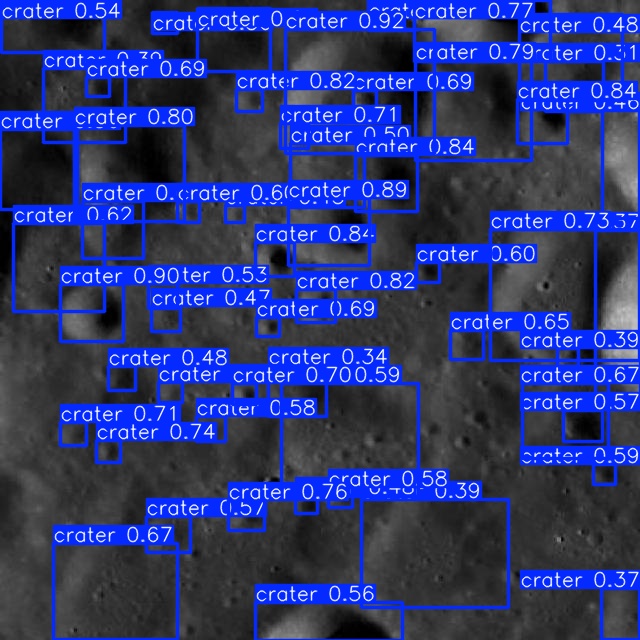 crater 0.54
crater 0.92
crater 0.77
crater 0.48
crater 0.79
crater 0.69
crater 0.82
crater 0.69
crater 0.84
crater 0.80
crater 0.71
crater 0.50
crater 0.84
crater 0.89
crater 0.62
crater 0.73
crater 0.84
crater 0.60
crater 0.90
0.53
crater 0.82
crater 0.47
crater 0.69
crater 0.65
crater 0.39
crater 0.48
crater 0.34
crater
crater 0.70
0.59
crater 0.67
crater 0.71
crater 0.58
crater 0.57
crater 0.74
crater 0.59
crater 0.58
crater 0.76
0.39
crater 0.57
crater 0.67
crater 0.37
crater 0.56